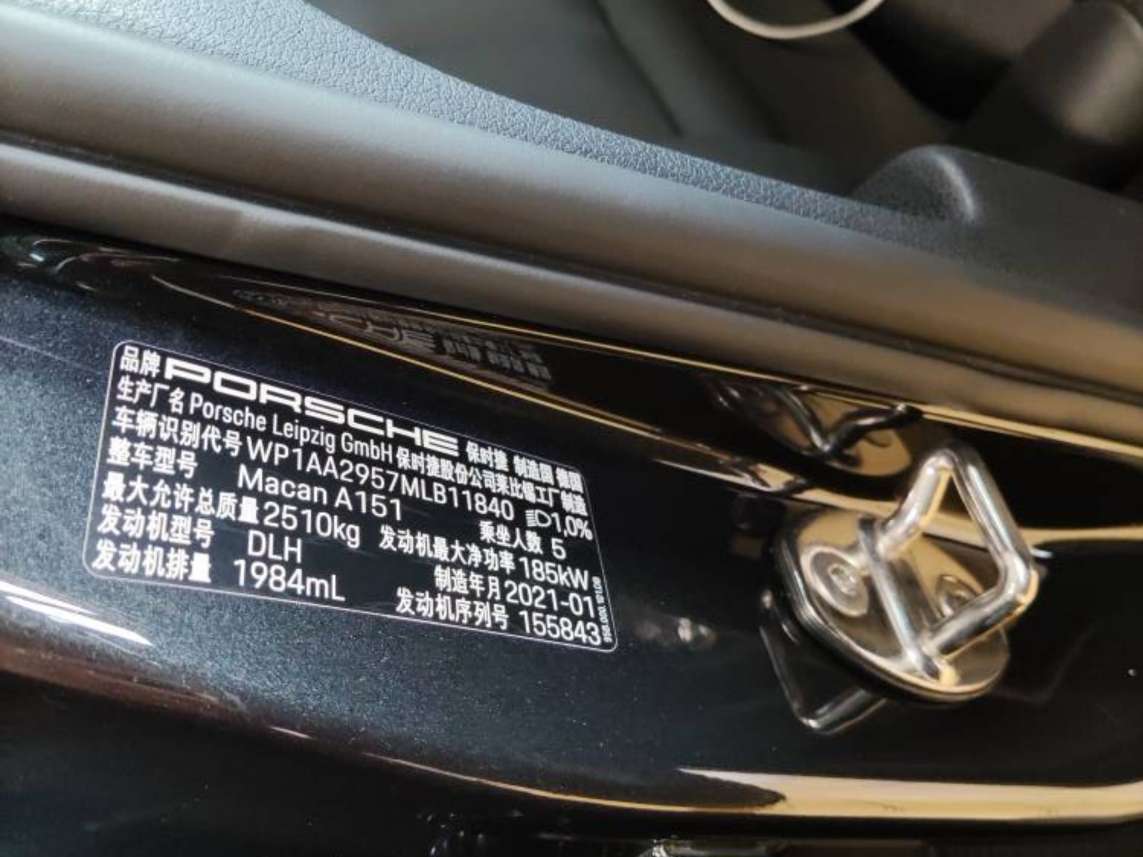 品牌 PORSCHE 保时捷 制造国 德国
生产厂名 Porsche Leipzig GmbH 保时捷股份公司莱比锡工厂制造
车辆识别代号 WP1AA2957MLB11840 1,0%
整车型号 Macan A151 乘坐人数 5
最大允许总质量 2510kg 发动机最大净功率 185kW
发动机型号 DLH 制造年月 2021-01
发动机排量 1984mL 发动机序列号 155843